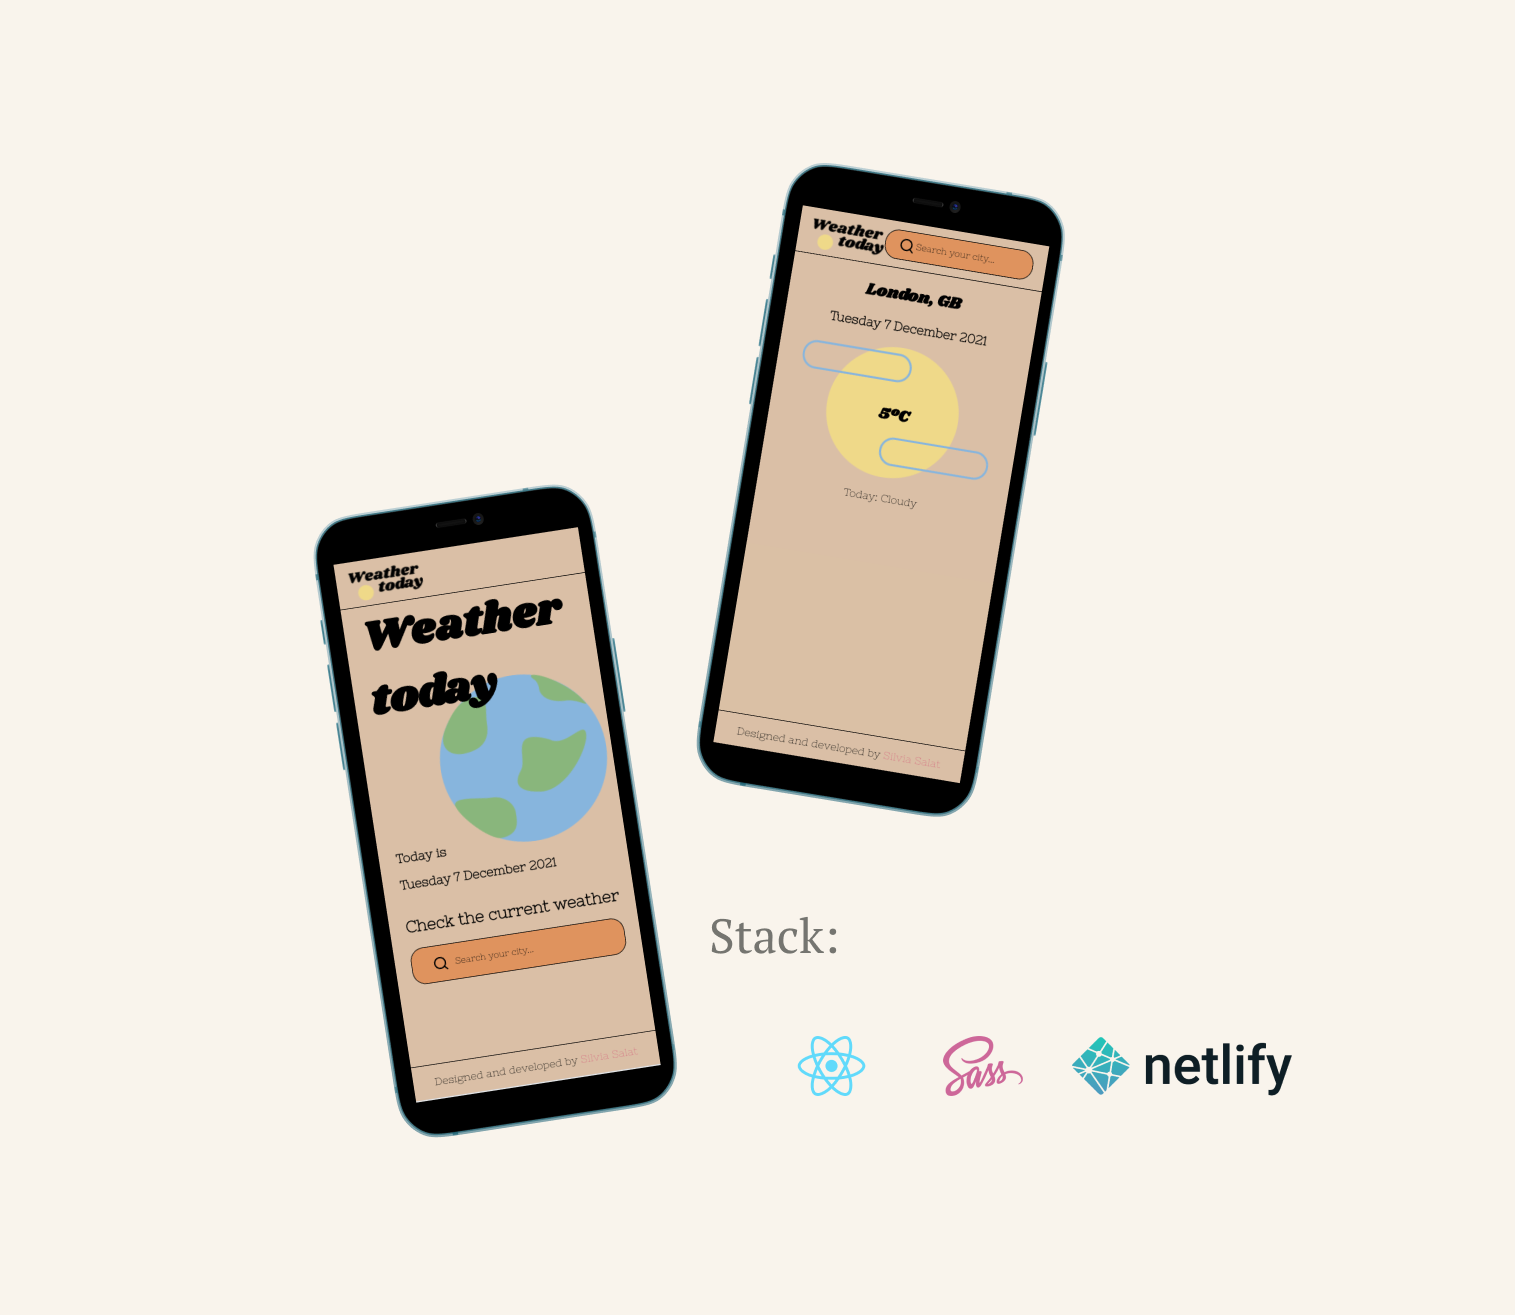 Weather
today
Search your city...
London, GB
Tuesday 7 December 2021
5ºC
Today: Cloudy
Designed and developed by Silvia Salat
Weather
today
Weather
today
Today is
Tuesday 7 December 2021
Check the current weather
Search your city...
Designed and developed by Silvia Salat
Stack:
Sass
netlify